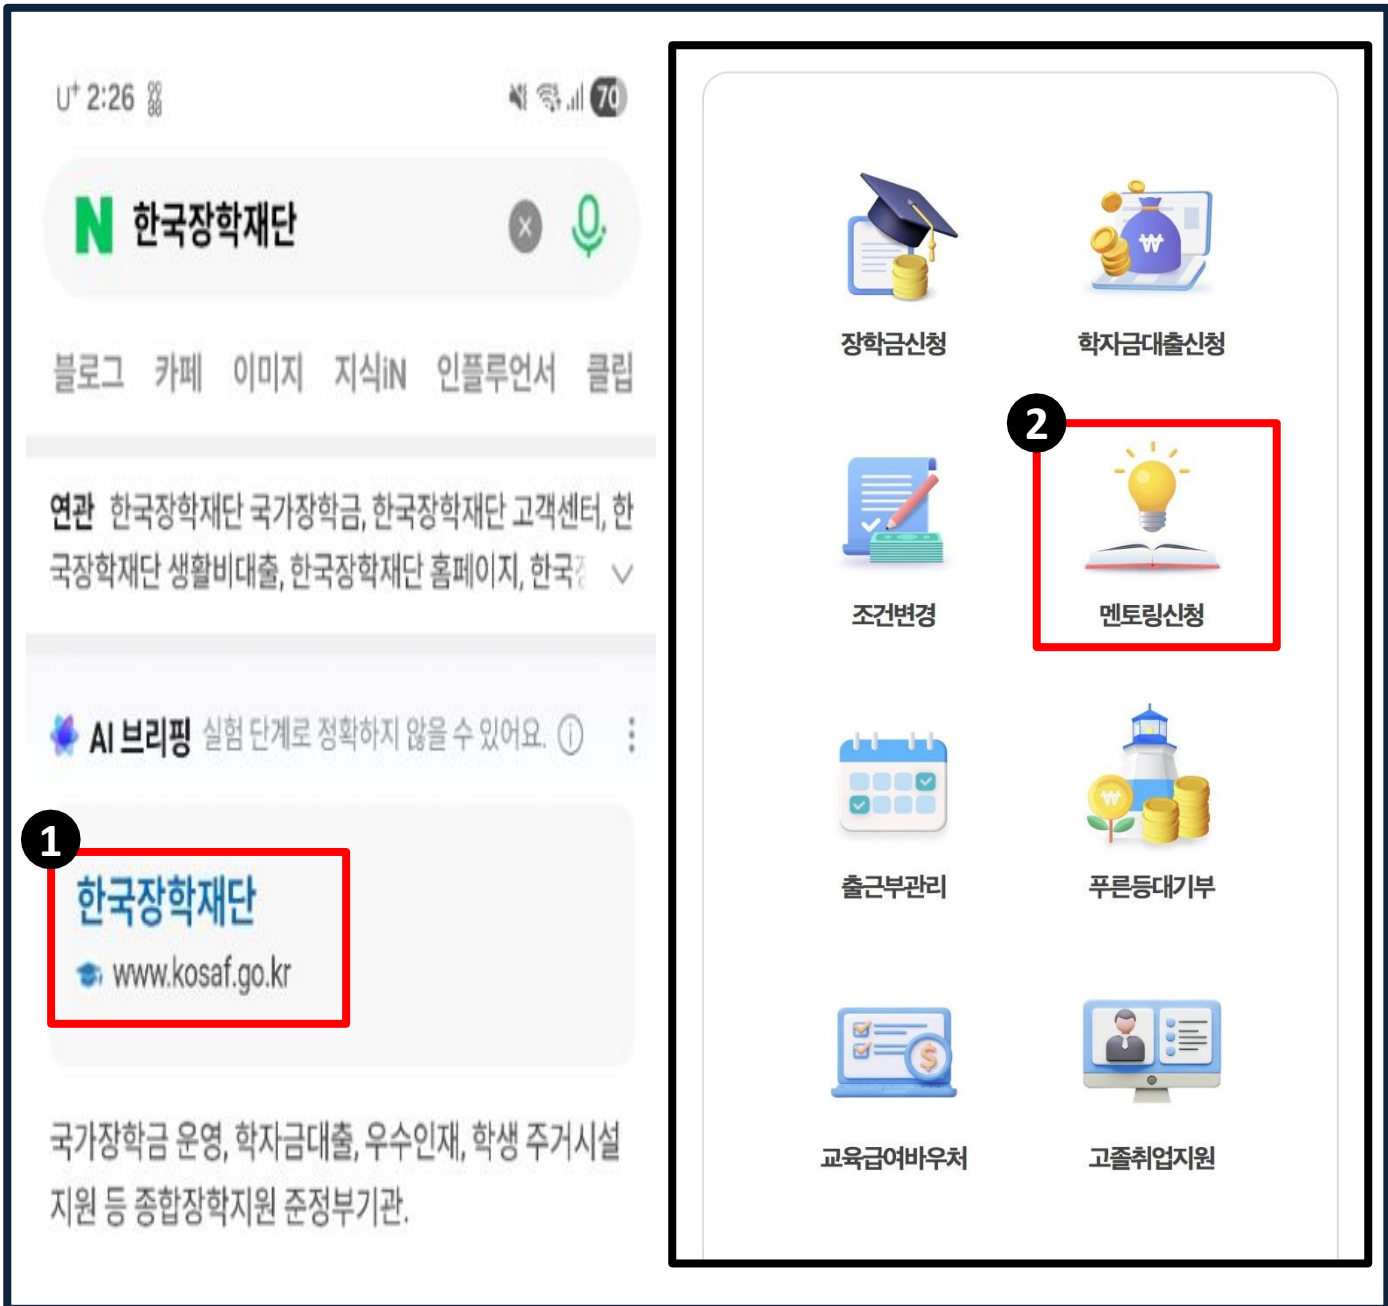 U+ 2:26
70
N 한국장학재단
블로그 카페 이미지 지식iN 인플루언서 클립
연관 한국장학재단 국가장학금, 한국장학재단 고객센터, 한
국장학재단 생활비대출, 한국장학재단 홈페이지, 한국
AI 브리핑 실험 단계로 정확하지 않을 수 있어요.
1
한국장학재단
www.kosaf.go.kr
국가장학금 운영, 학자금대출, 우수인재, 학생 주거시설
지원 등 종합장학지원 준정부기관.
장학금신청
학자금대출신청
2
조건변경
멘토링신청
출근부관리
푸른등대기부
교육급여바우처
고졸취업지원